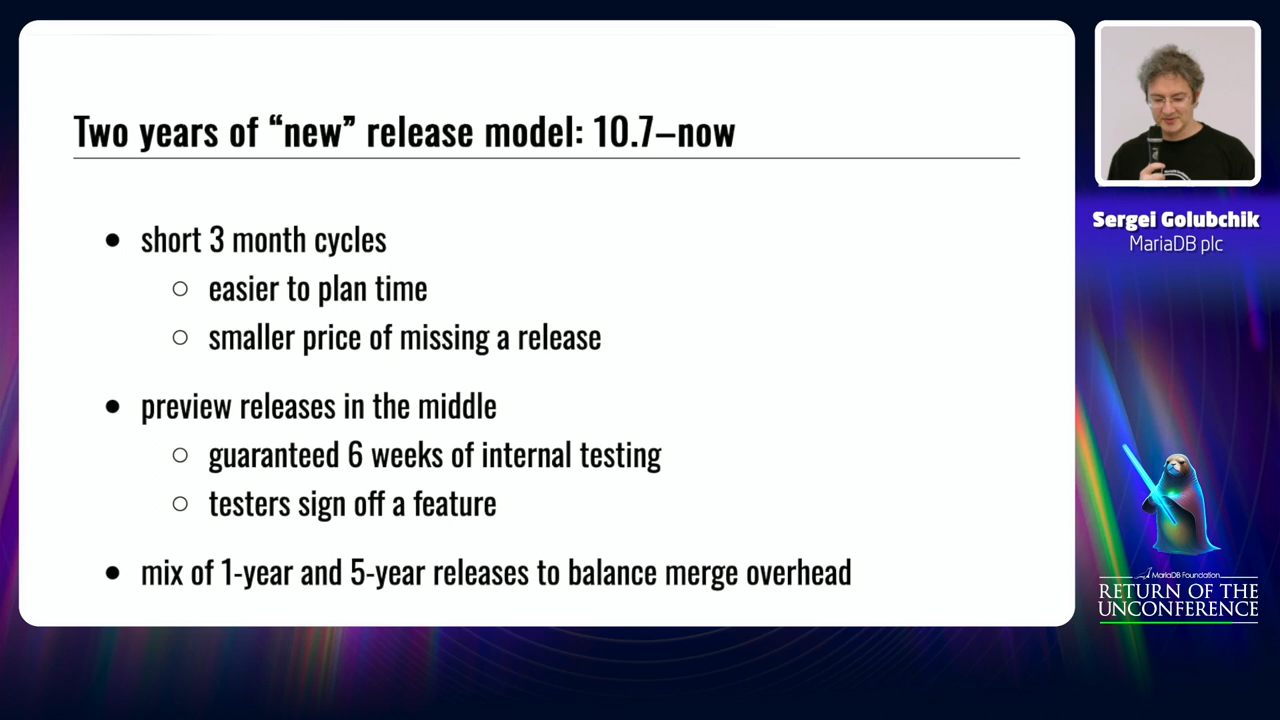 Two years of “new” release model: 10.7–now
● short 3 month cycles
○ easier to plan time
○ smaller price of missing a release
● preview releases in the middle
○ guaranteed 6 weeks of internal testing
○ testers sign off a feature
● mix of 1-year and 5-year releases to balance merge overhead
Sergei Golubchik
MariaDB plc
MariaDB Foundation
RETURN OF THE
UNCONFERENCE